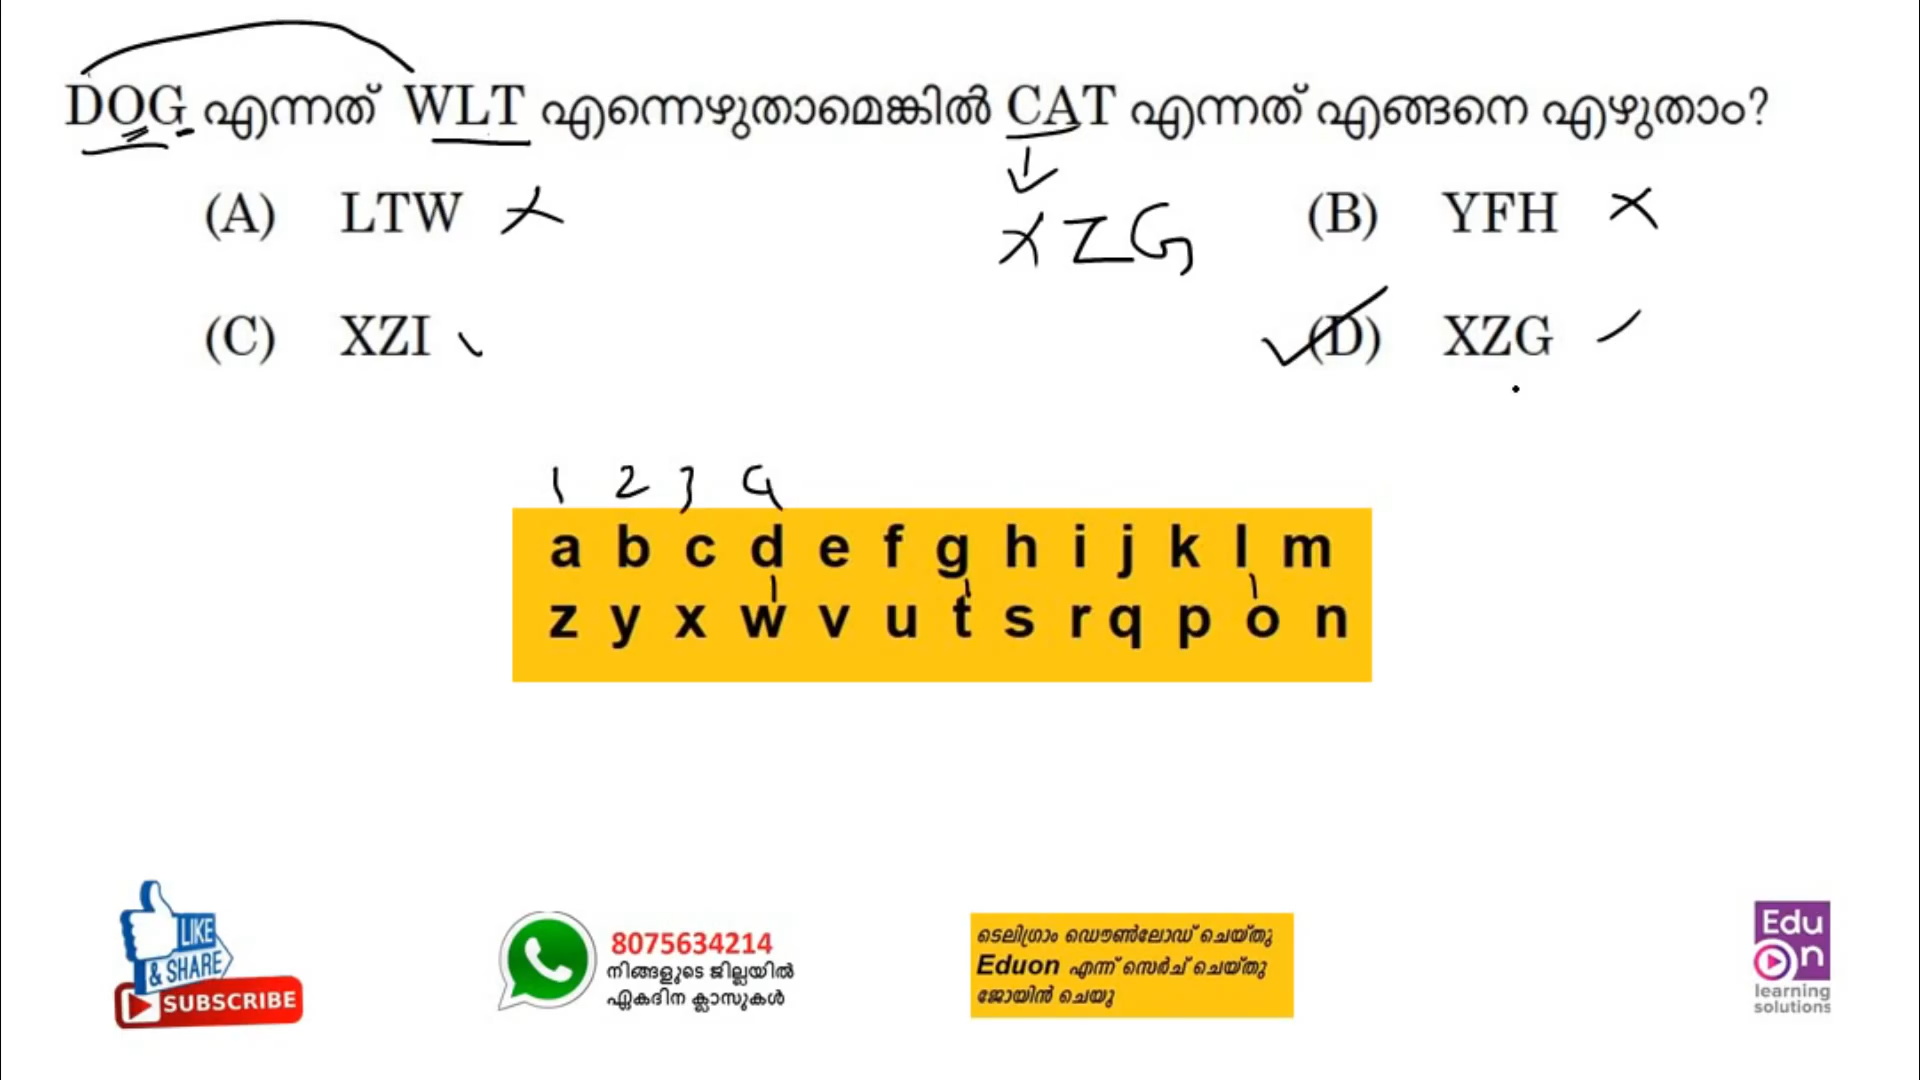 DOG എന്നത് WLT എന്നെഴുതാമെങ്കിൽ CAT എന്നത് എങ്ങനെ എഴുതാം?
(A) LTW
(B) YFH
XZG
(C) XZI
(D) XZG
1 2 3 4
a b c d e f g h i j k l m
z y x w v u t s r q p o n
LIKE
& SHARE
SUBSCRIBE
8075634214
നിങ്ങളുടെ ജില്ലയിൽ
ഏകദിന ക്ലാസുകൾ
ടെലിഗ്രാം ഡൌൺലോഡ് ചെയ്തു
Eduon എന്ന് സെർച് ചെയ്തു
ജോയിൻ ചെയൂ
Edu
On
learning
solutions